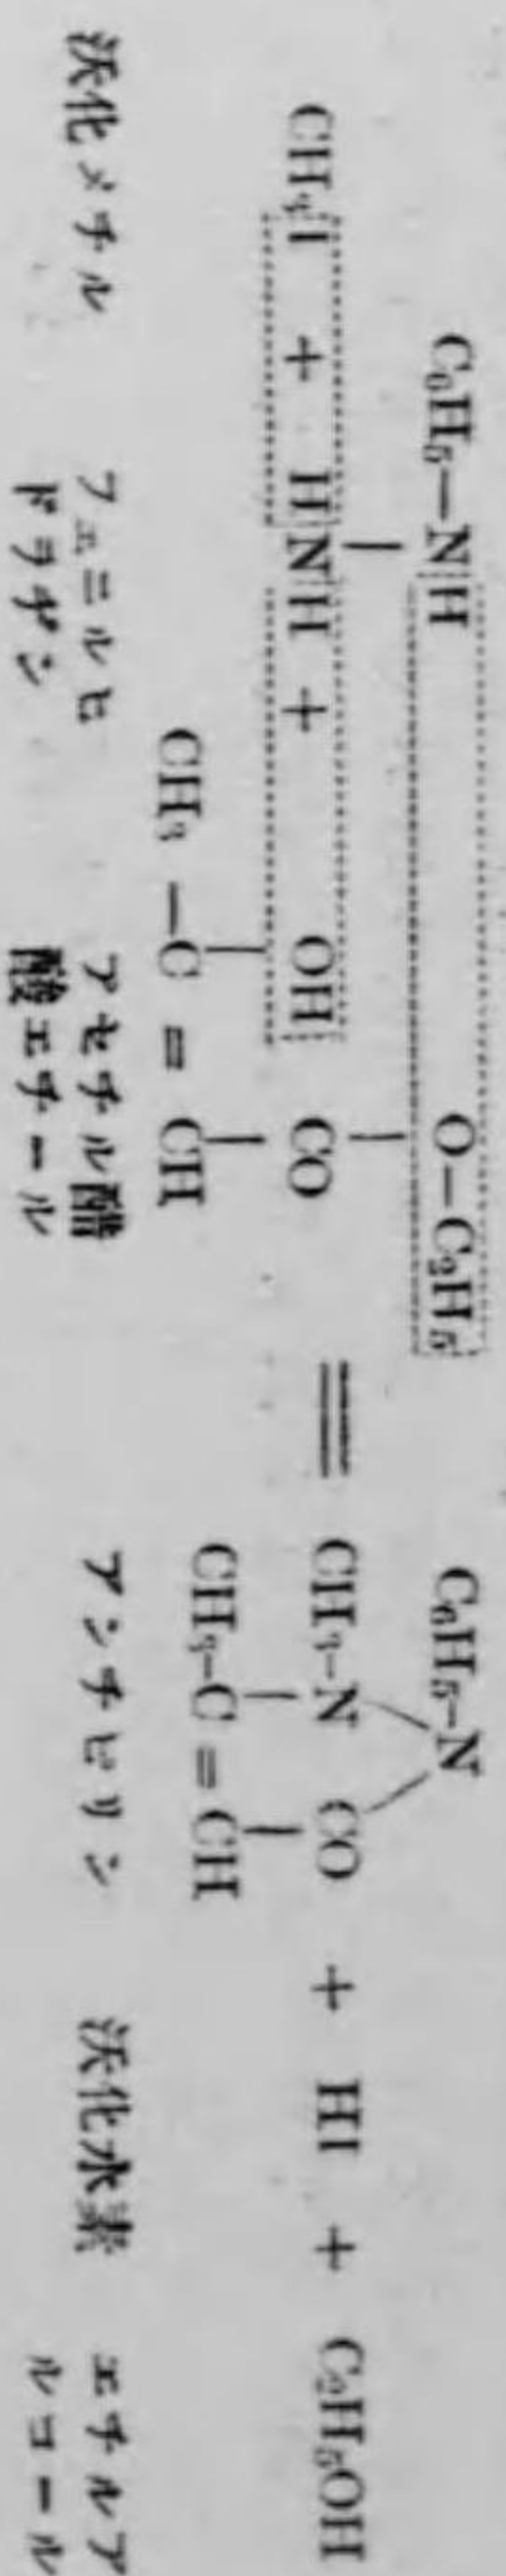 C₆H₅—NH O—C₂H₅ C₆H₅-N
CH₃I + HNH + OH CO = CH₃-N CO + HI + C₂H₅OH
CH₃—C = CH CH₃-C = CH
沃化メチル フェニルヒドラヂン アセチル醋酸エチール アンチピリン 沃化水素 エチルアルコール